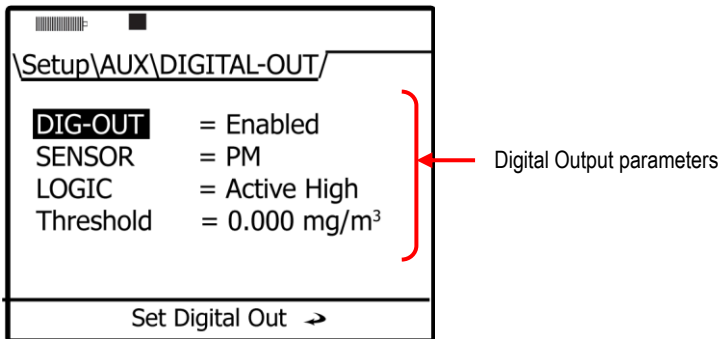 \Setup\AUX\DIGITAL-OUT/
DIG-OUT = Enabled
SENSOR = PM
LOGIC = Active High
Threshold = 0.000 mg/m³
Digital Output parameters
Set Digital Out